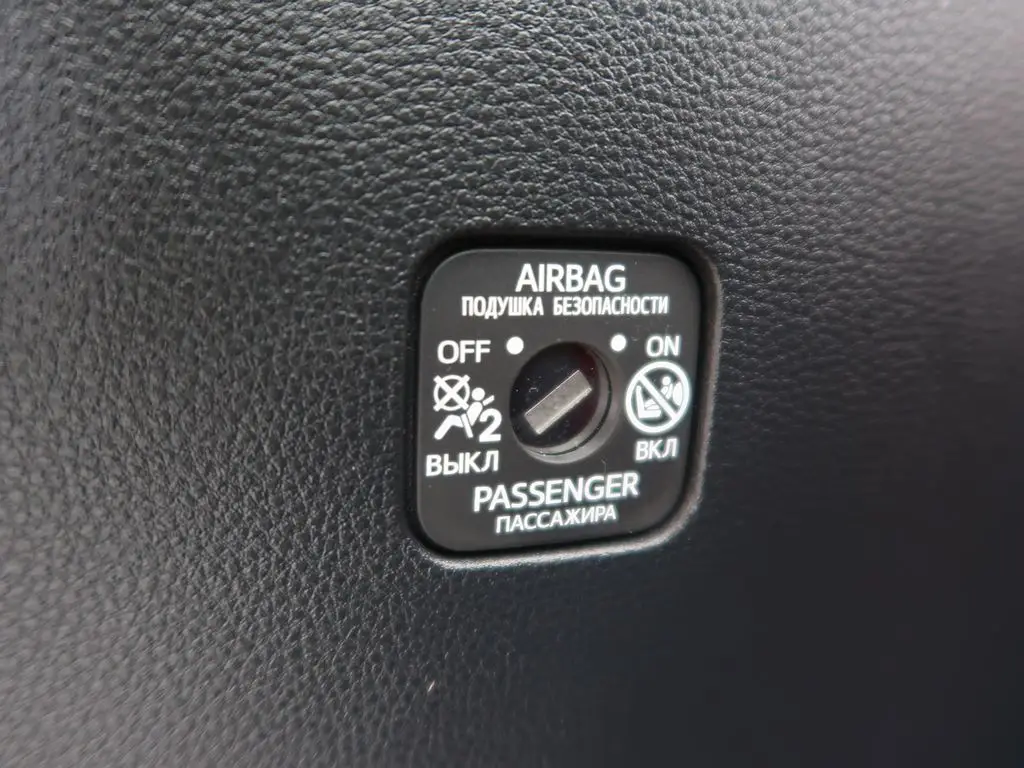 AIRBAG
ПОДУШКА БЕЗОПАСНОСТИ
OFF
ON
2
ВЫКЛ
ВКЛ
PASSENGER
ПАССАЖИРА